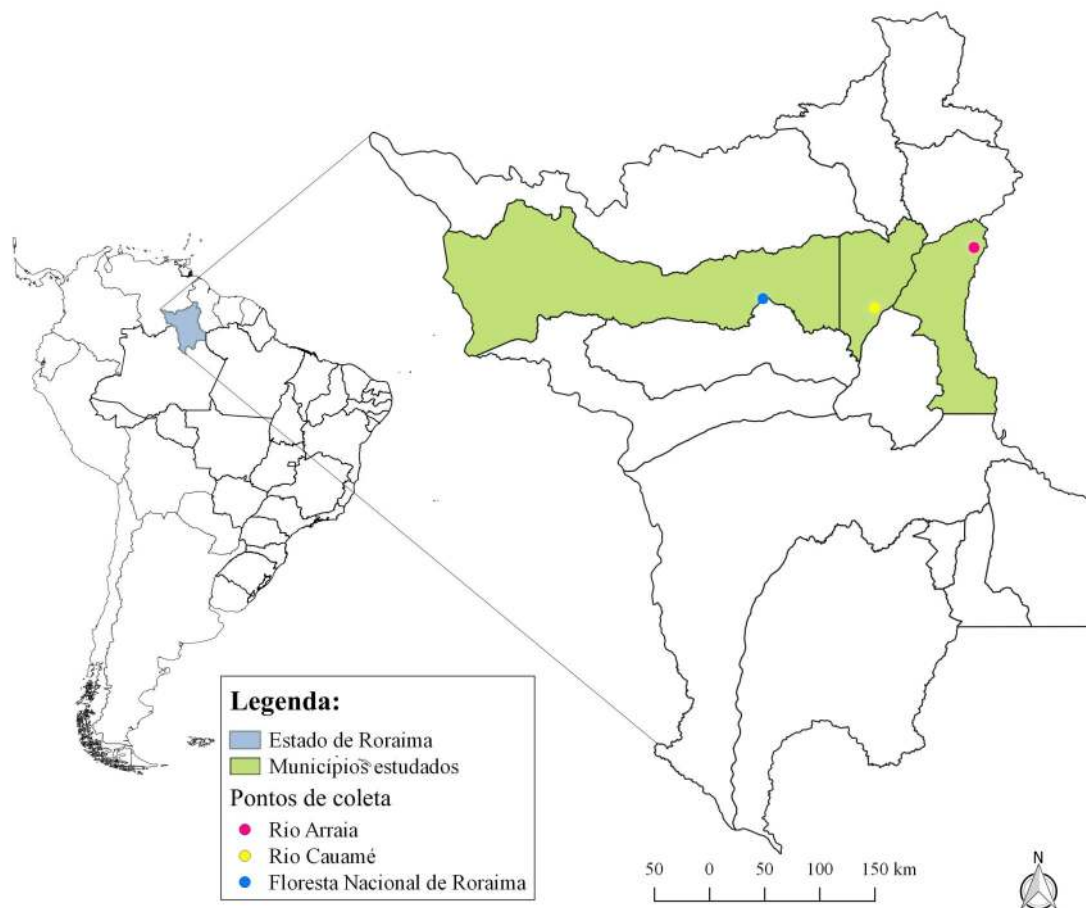 Legenda:
Estado de Roraima
Municípios estudados
Pontos de coleta
Rio Arraia
Rio Cauamé
Floresta Nacional de Roraima
50 0 50 100 150 km
N